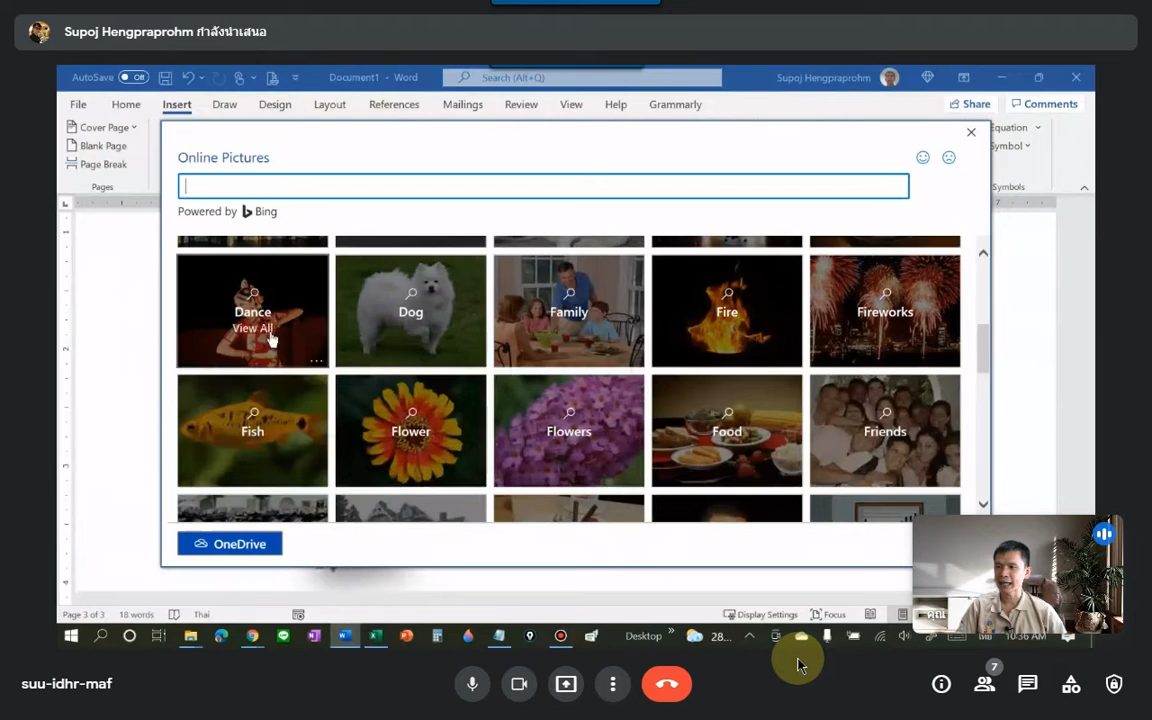 Supoj Hengpraprohm กำลังนำเสนอ
AutoSave Off Document1 - Word Search (Alt+Q) Supoj Hengpraprohm
File Home Insert Draw Design Layout References Mailings Review View Help Grammarly Share Comments
Cover Page
Blank Page
Page Break
Pages
Equation
Symbol
Symbols
Online Pictures
Powered by Bing
Dance
View All
Dog
Family
Fire
Fireworks
Fish
Flower
Flowers
Food
Friends
OneDrive
Page 3 of 3 18 words Thai Display Settings Focus
Desktop 28... 10:36 AM
คุณ
suu-idhr-maf
7